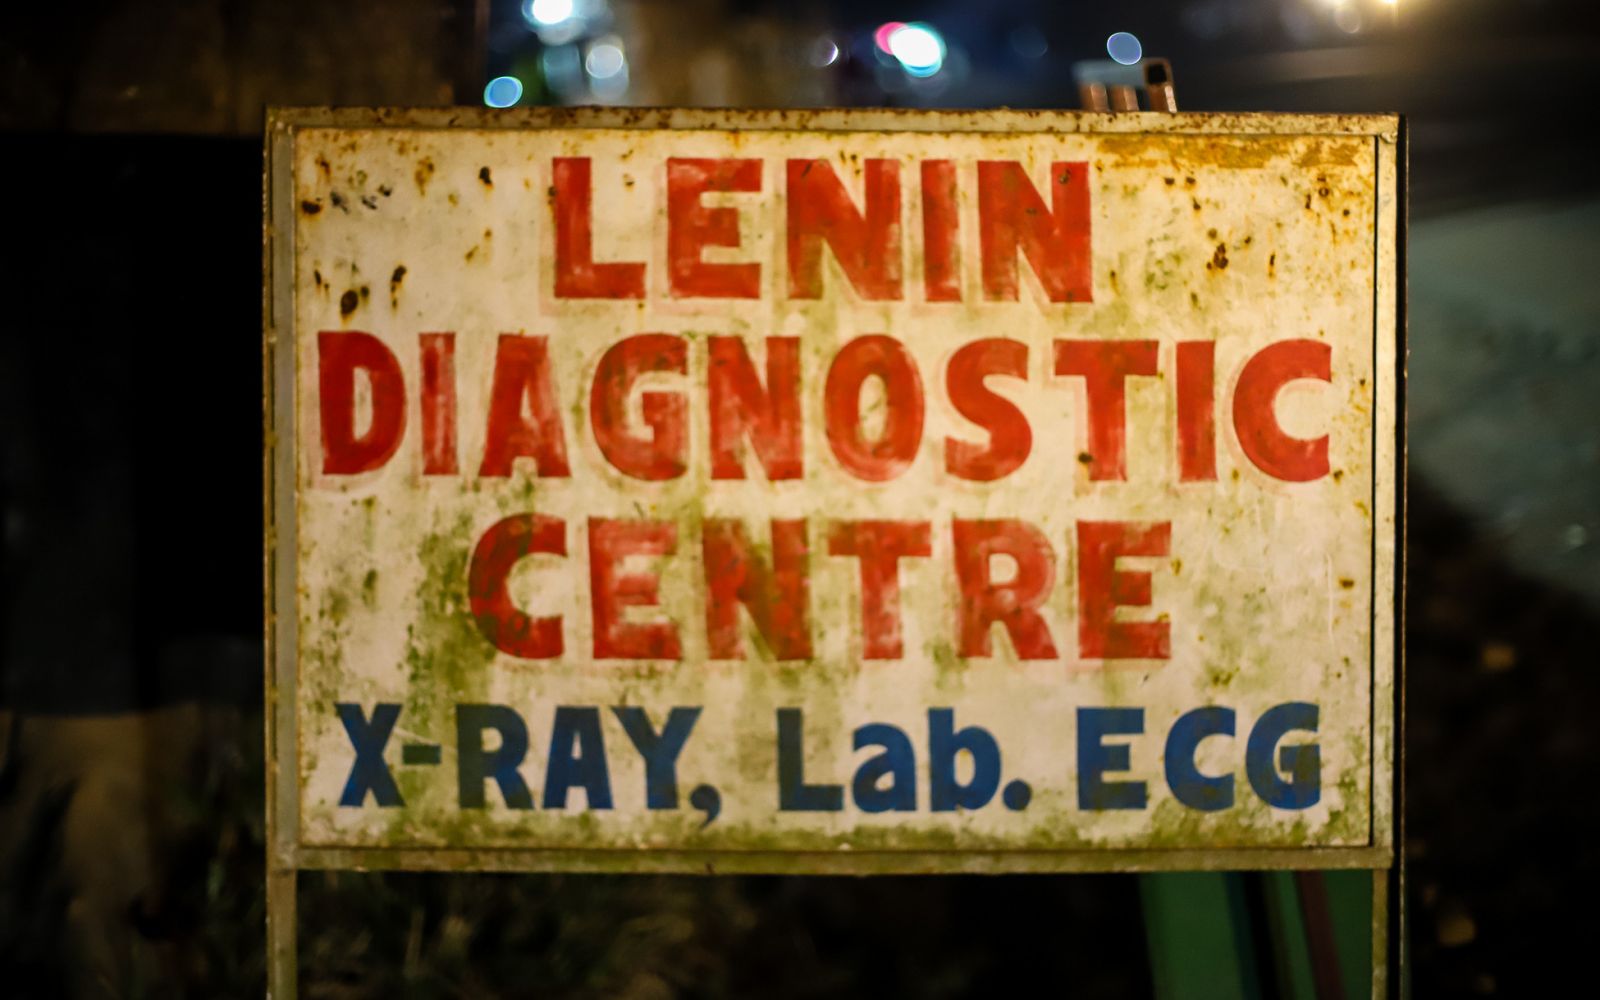 LENIN
DIAGNOSTIC
CENTRE
X-RAY, Lab. ECG